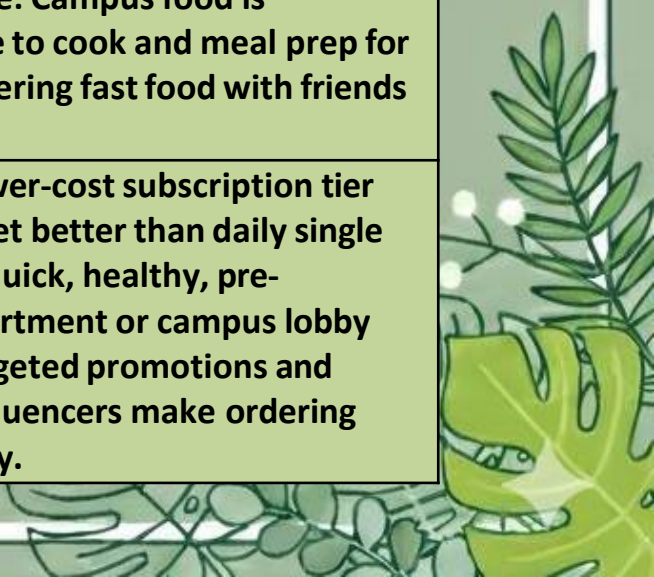 e. Campus food is
e to cook and meal prep for
ering fast food with friends
wer-cost subscription tier
et better than daily single
uick, healthy, pre-
rtment or campus lobby
geted promotions and
uencers make ordering
y.